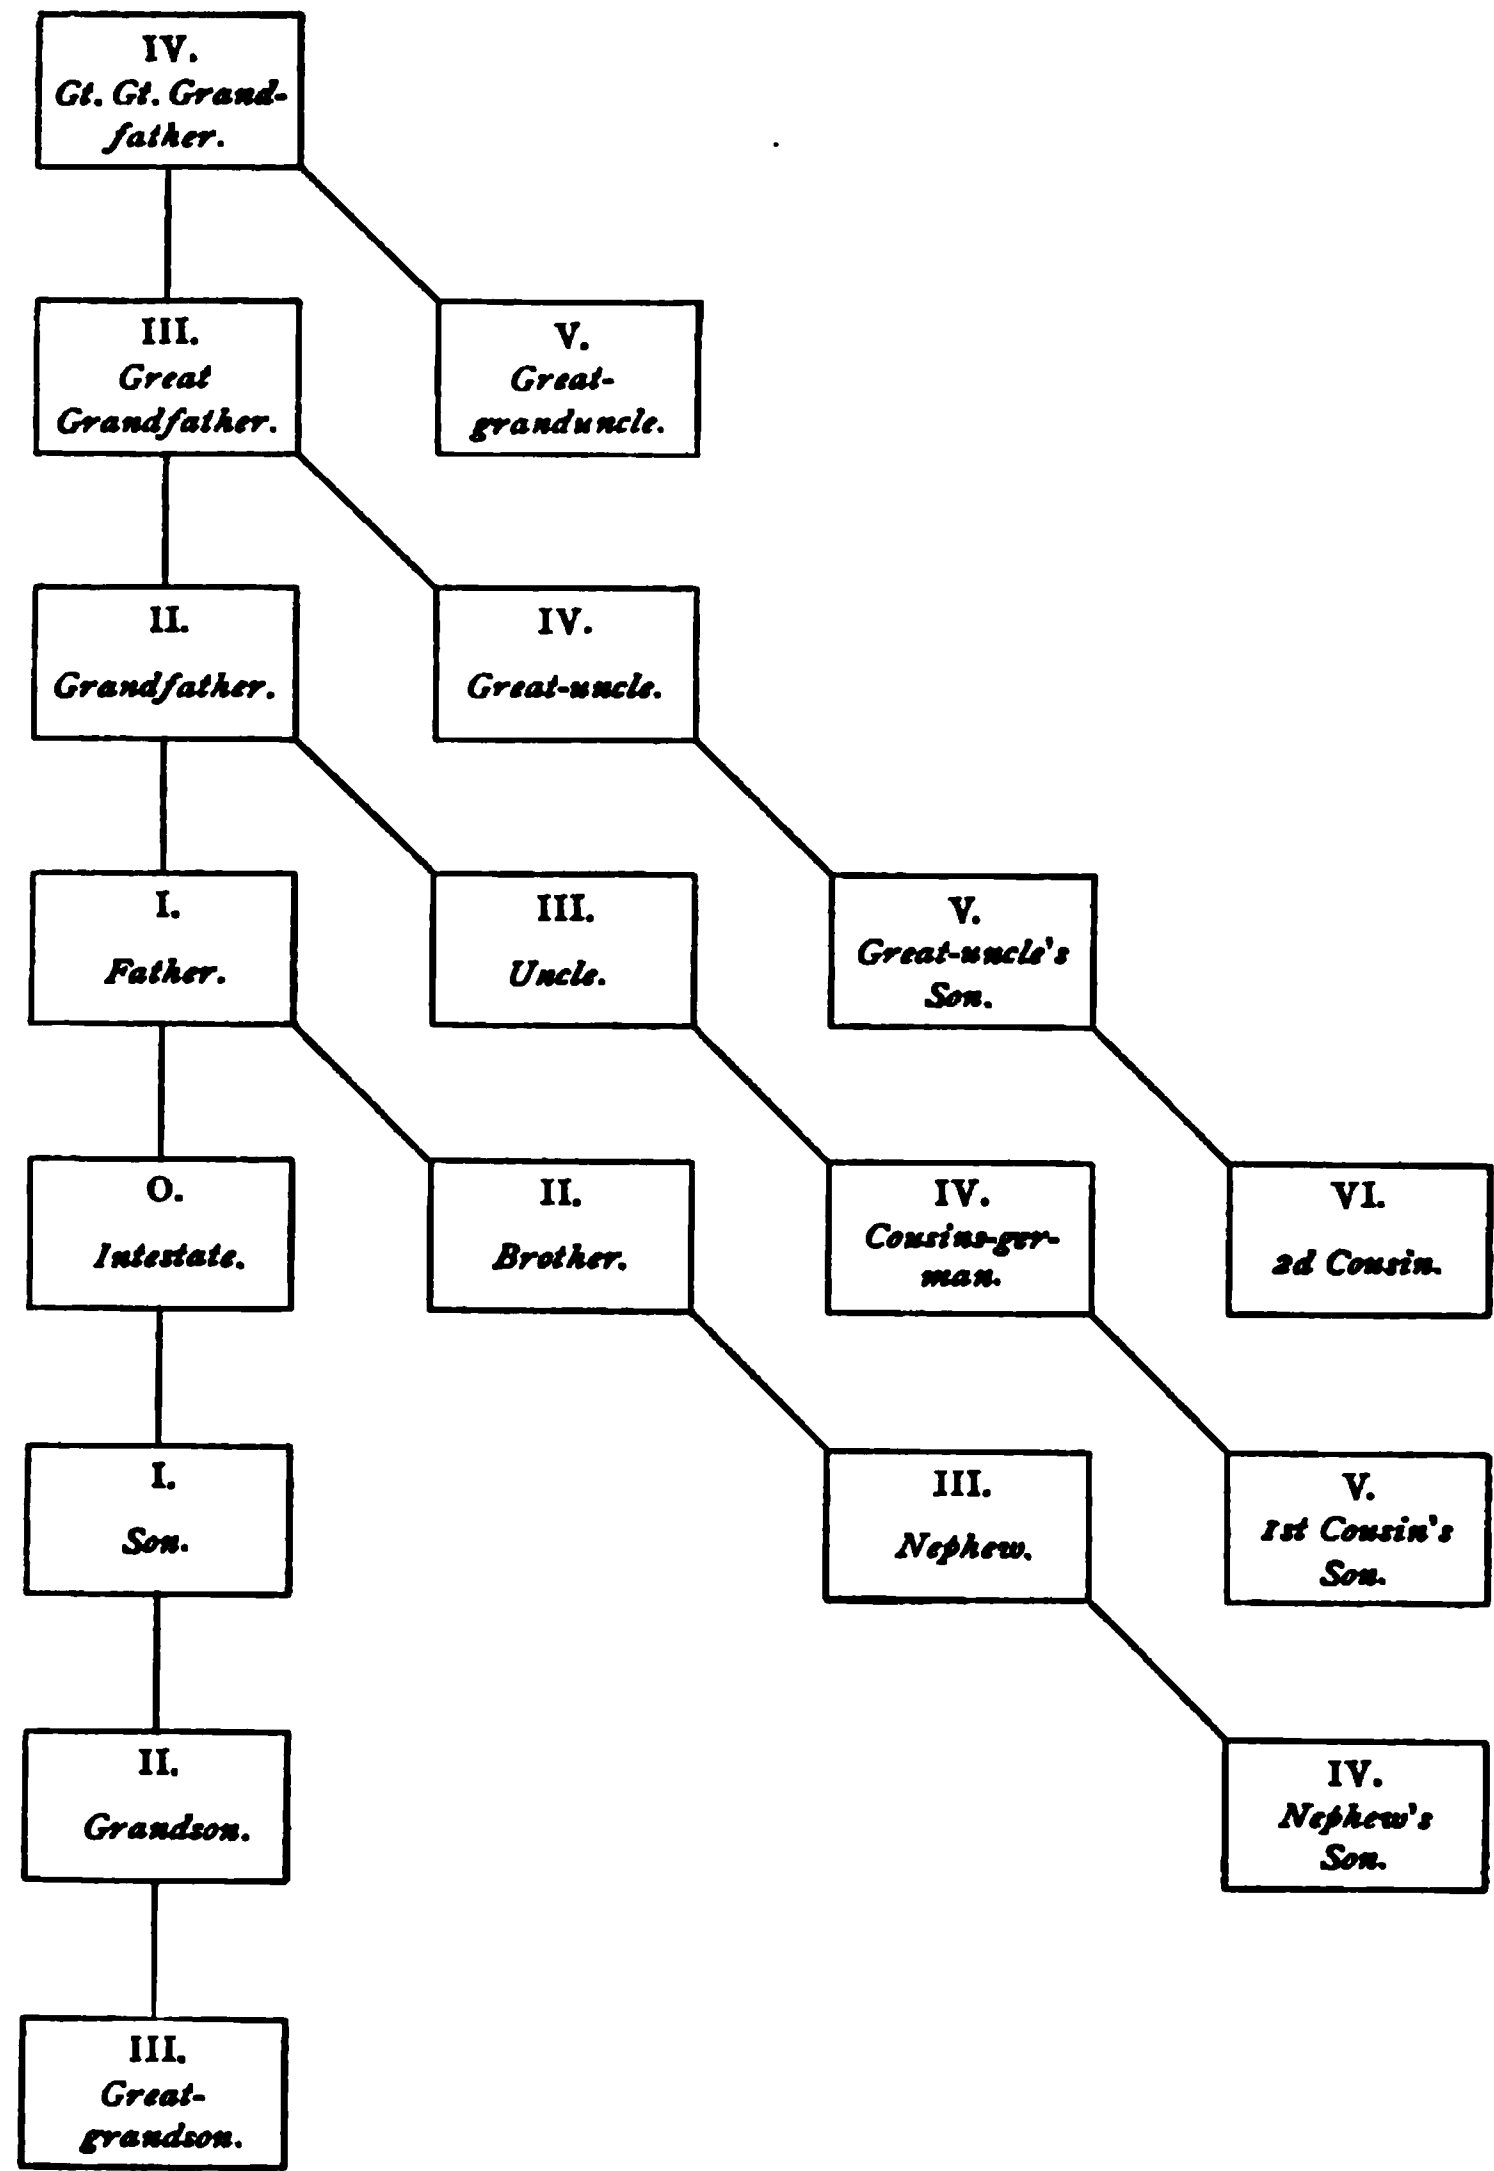 IV.
Gt. Gt. Grand-
father.
III.
Great
Grandfather.
V.
Great-
granduncle.
II.
Grandfather.
IV.
Great-uncle.
I.
Father.
III.
Uncle.
V.
Great-uncle's
Son.
O.
Intestate.
II.
Brother.
IV.
Cousins-ger-
man.
VI.
2d Cousin.
I.
Son.
III.
Nephew.
V.
1st Cousin's
Son.
II.
Grandson.
IV.
Nephew's
Son.
III.
Great-
grandson.